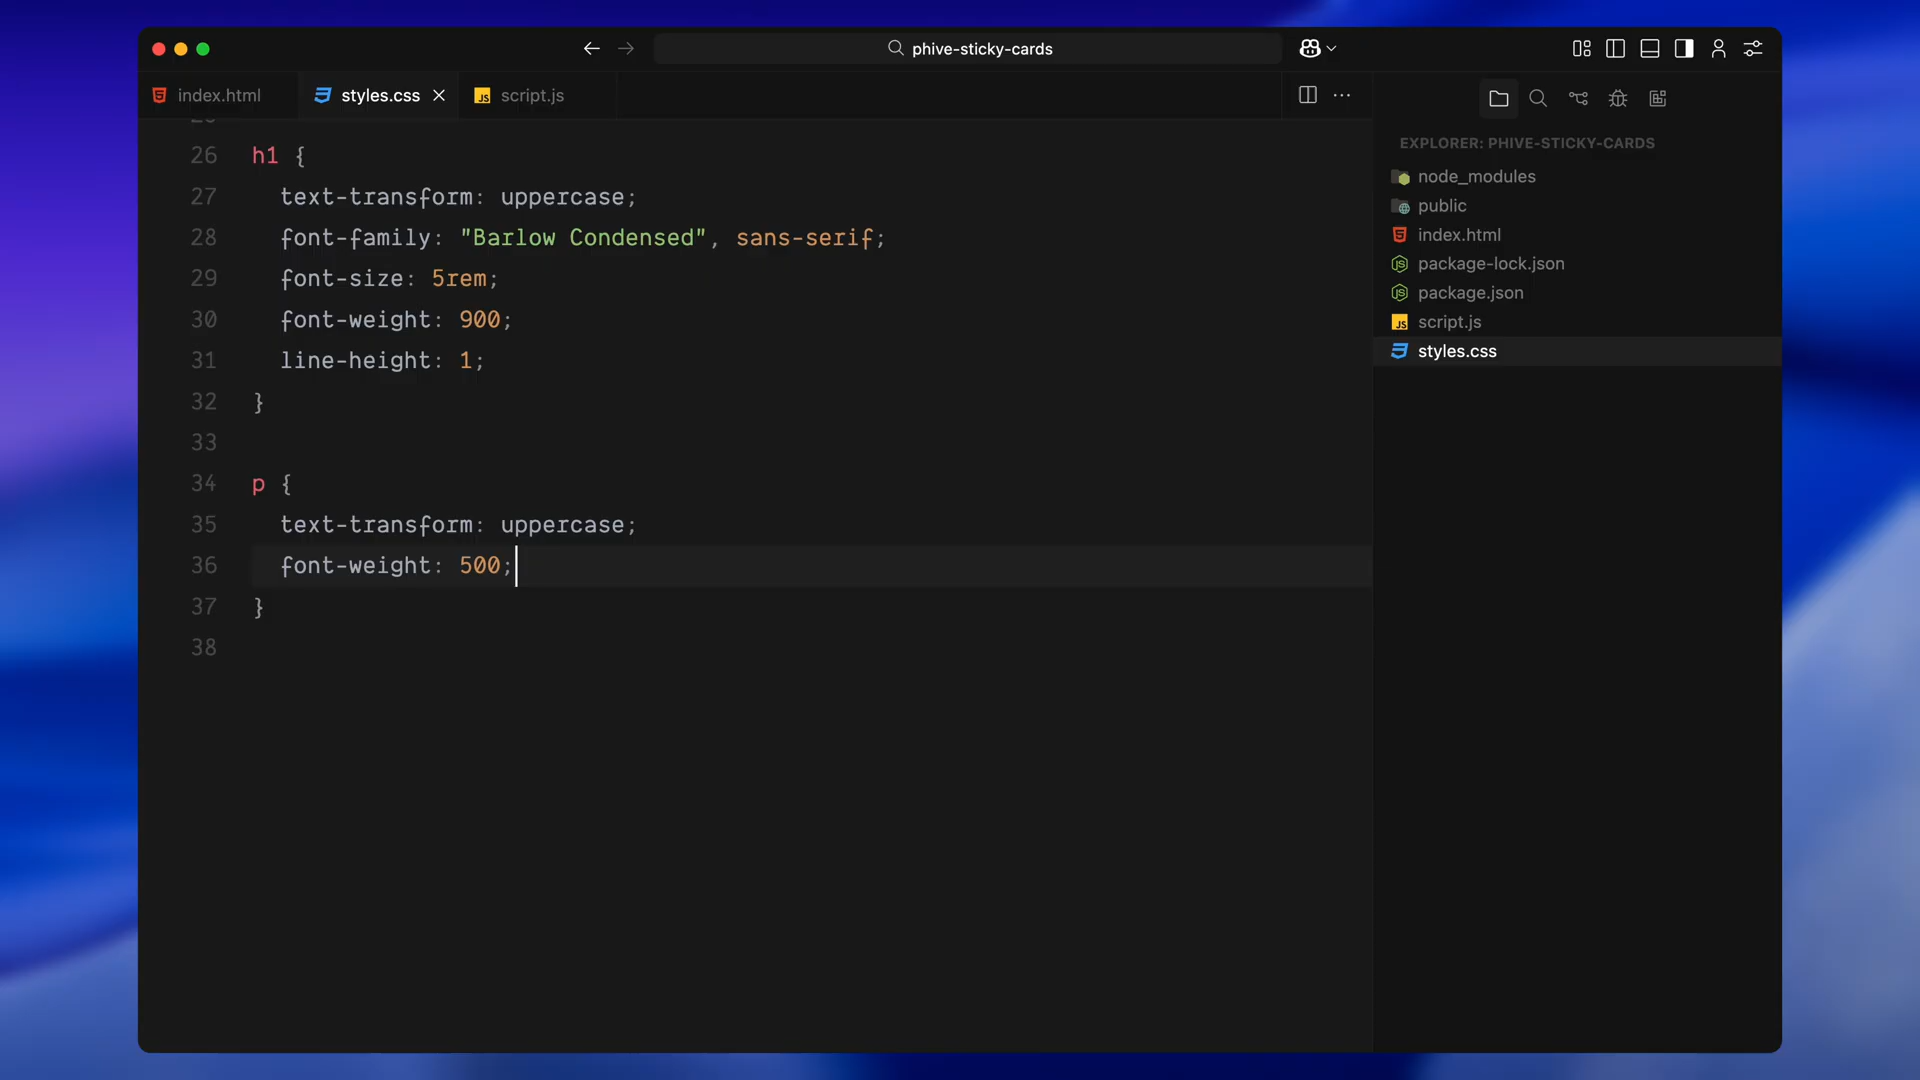 phive-sticky-cards
index.html
styles.css
script.js
EXPLORER: PHIVE-STICKY-CARDS
node_modules
public
index.html
package-lock.json
package.json
script.js
styles.css
26 h1 {
27 text-transform: uppercase;
28 font-family: "Barlow Condensed", sans-serif;
29 font-size: 5rem;
30 font-weight: 900;
31 line-height: 1;
32 }
33
34 p {
35 text-transform: uppercase;
36 font-weight: 500;
37 }
38